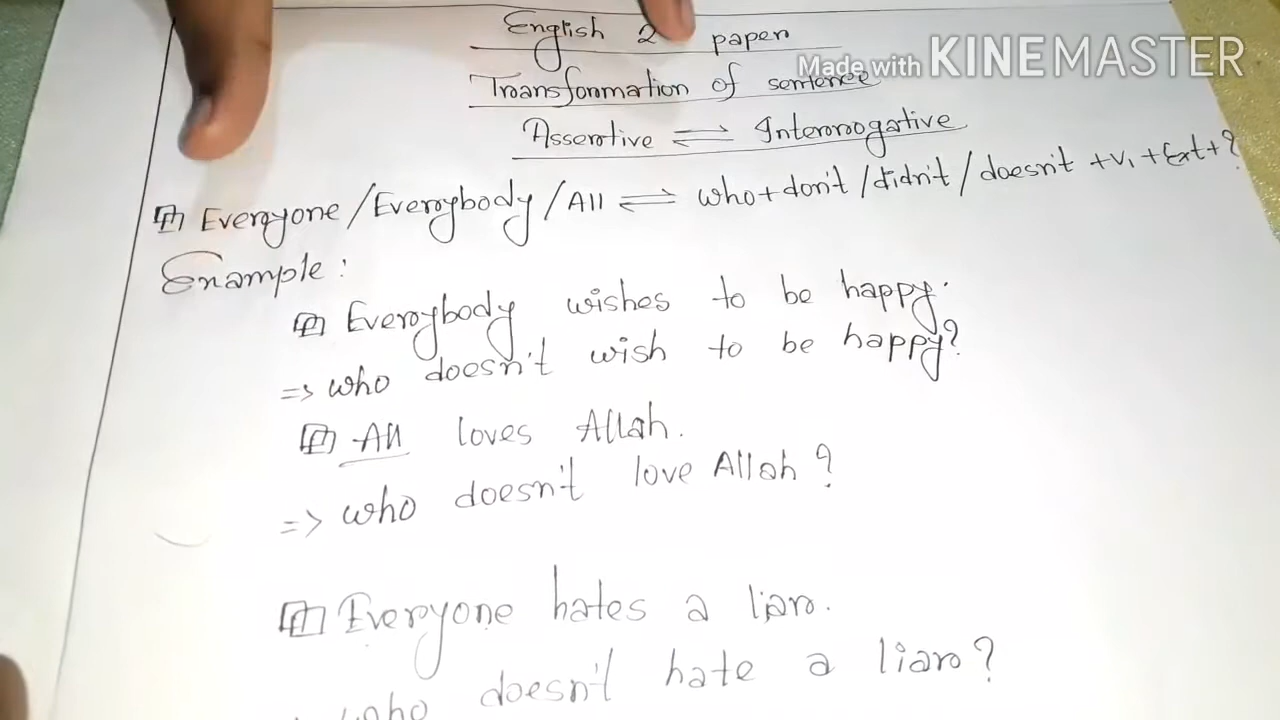 English 2 paper
Made with KINEMASTER
Transformation of sentence
Assertive ⇌ Interrogative
Everyone/Everybody/All ⇌ who+don't/didn't/doesn't +V₁+Ext+?
Example:
Everybody wishes to be happy.
=> who doesn't wish to be happy?
All loves Allah.
=> who doesn't love Allah?
Everyone hates a liar.
who doesn't hate a liar?